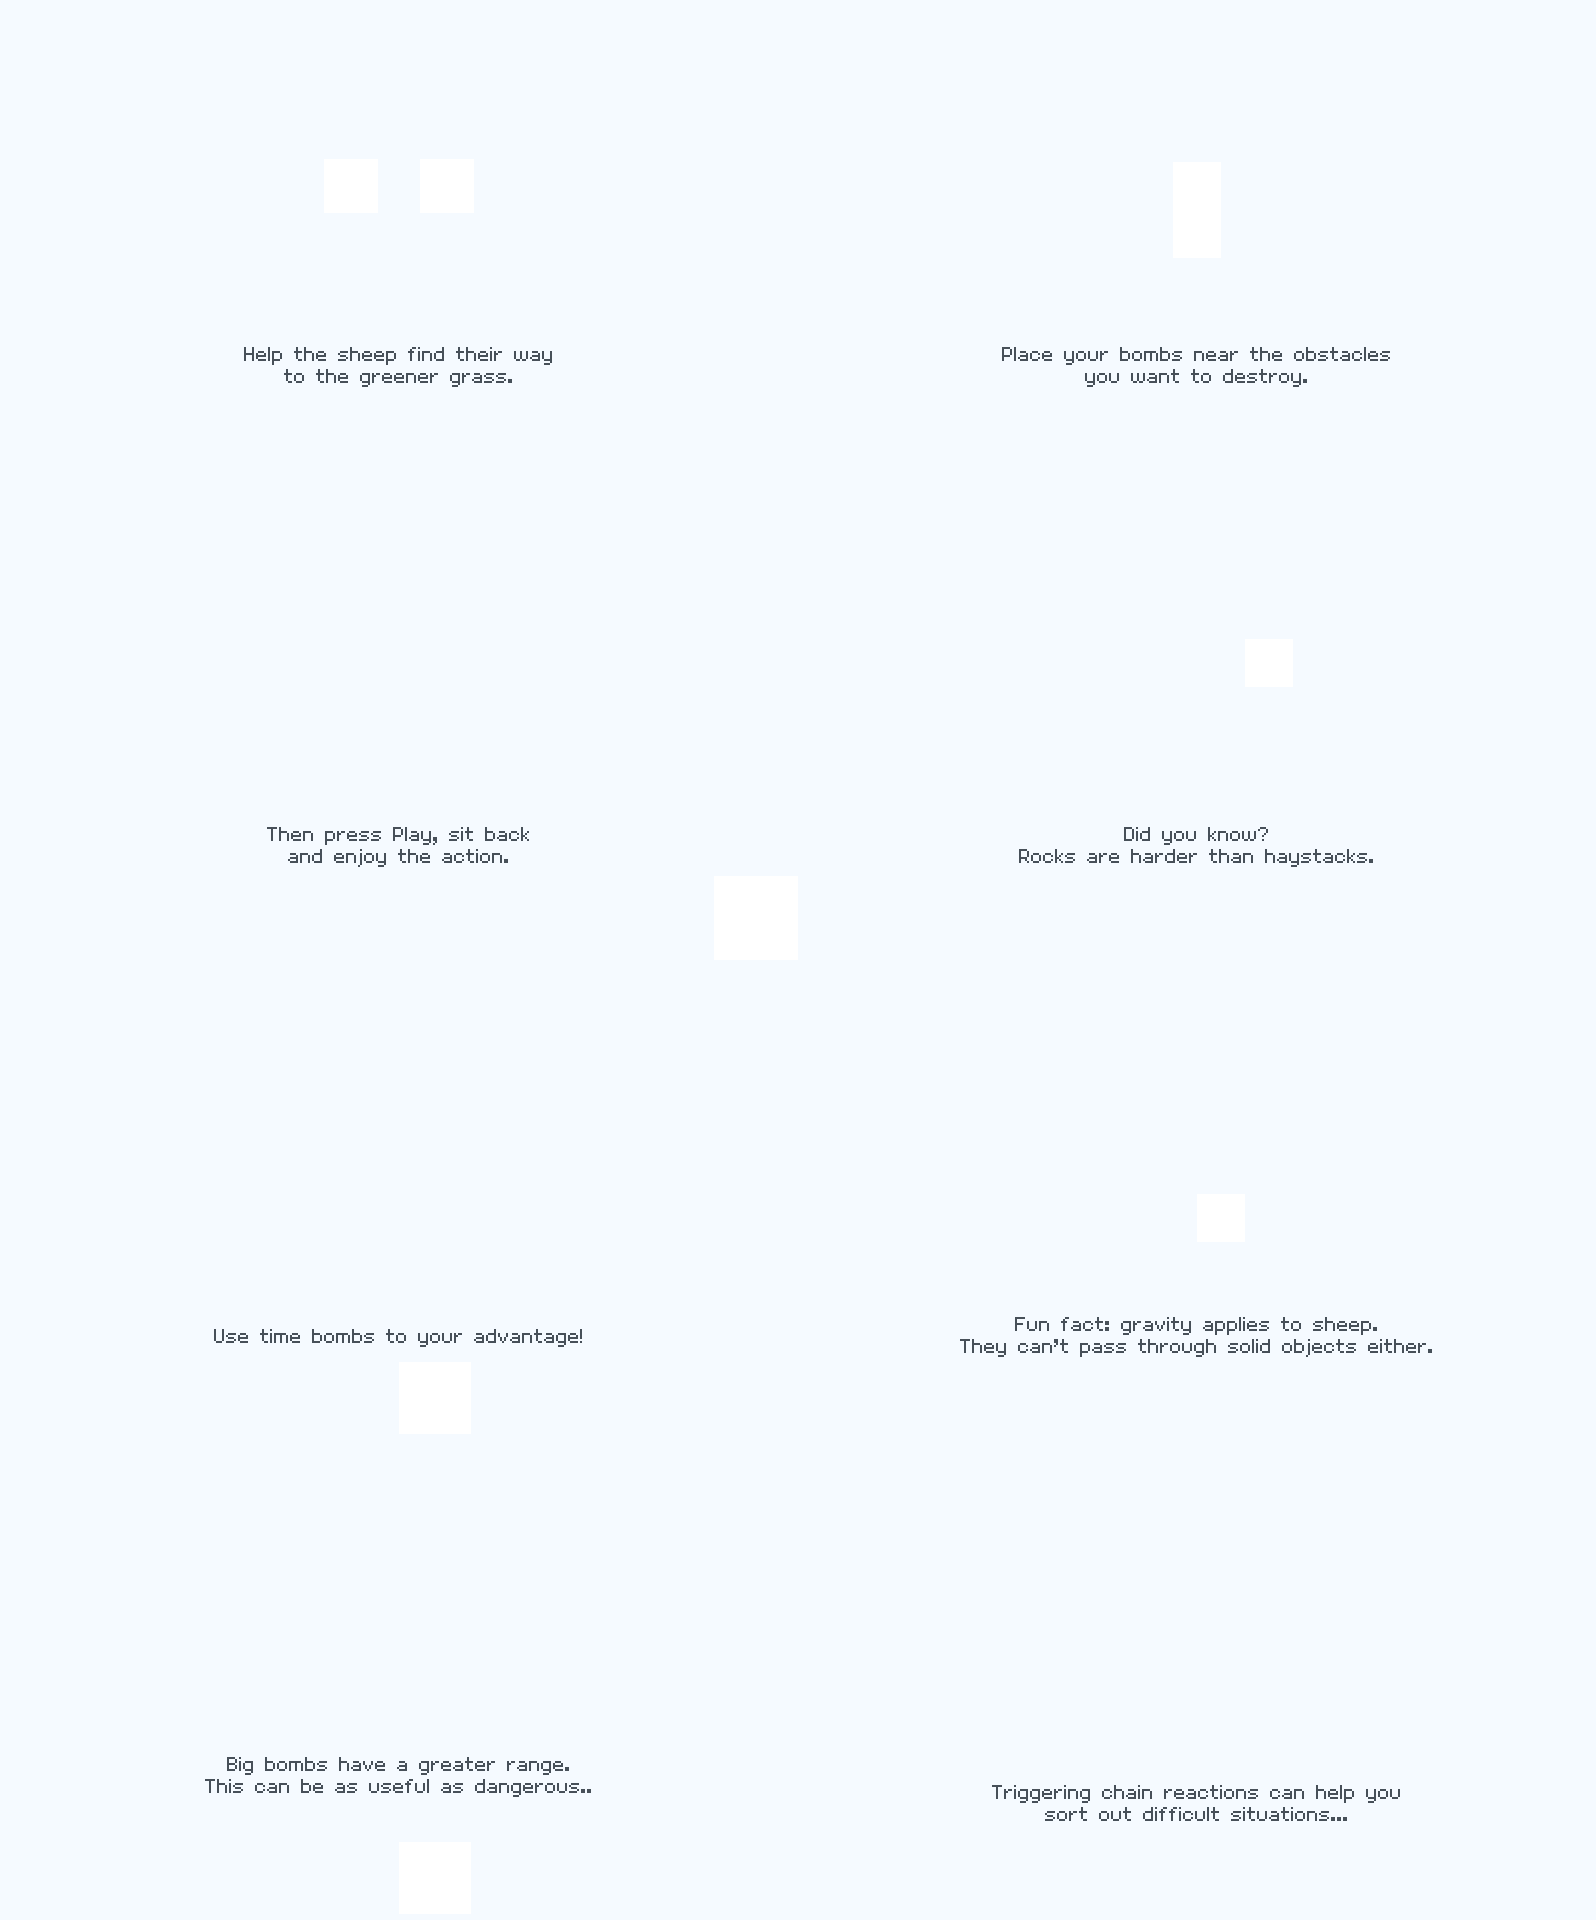 Help the sheep find their way
to the greener grass.
Place your bombs near the obstacles
you want to destroy.
Then press Play, sit back
and enjoy the action.
Did you know?
Rocks are harder than haystacks.
Use time bombs to your advantage!
Fun fact: gravity applies to sheep.
They can't pass through solid objects either.
Big bombs have a greater range.
This can be as useful as dangerous..
Triggering chain reactions can help you
sort out difficult situations...